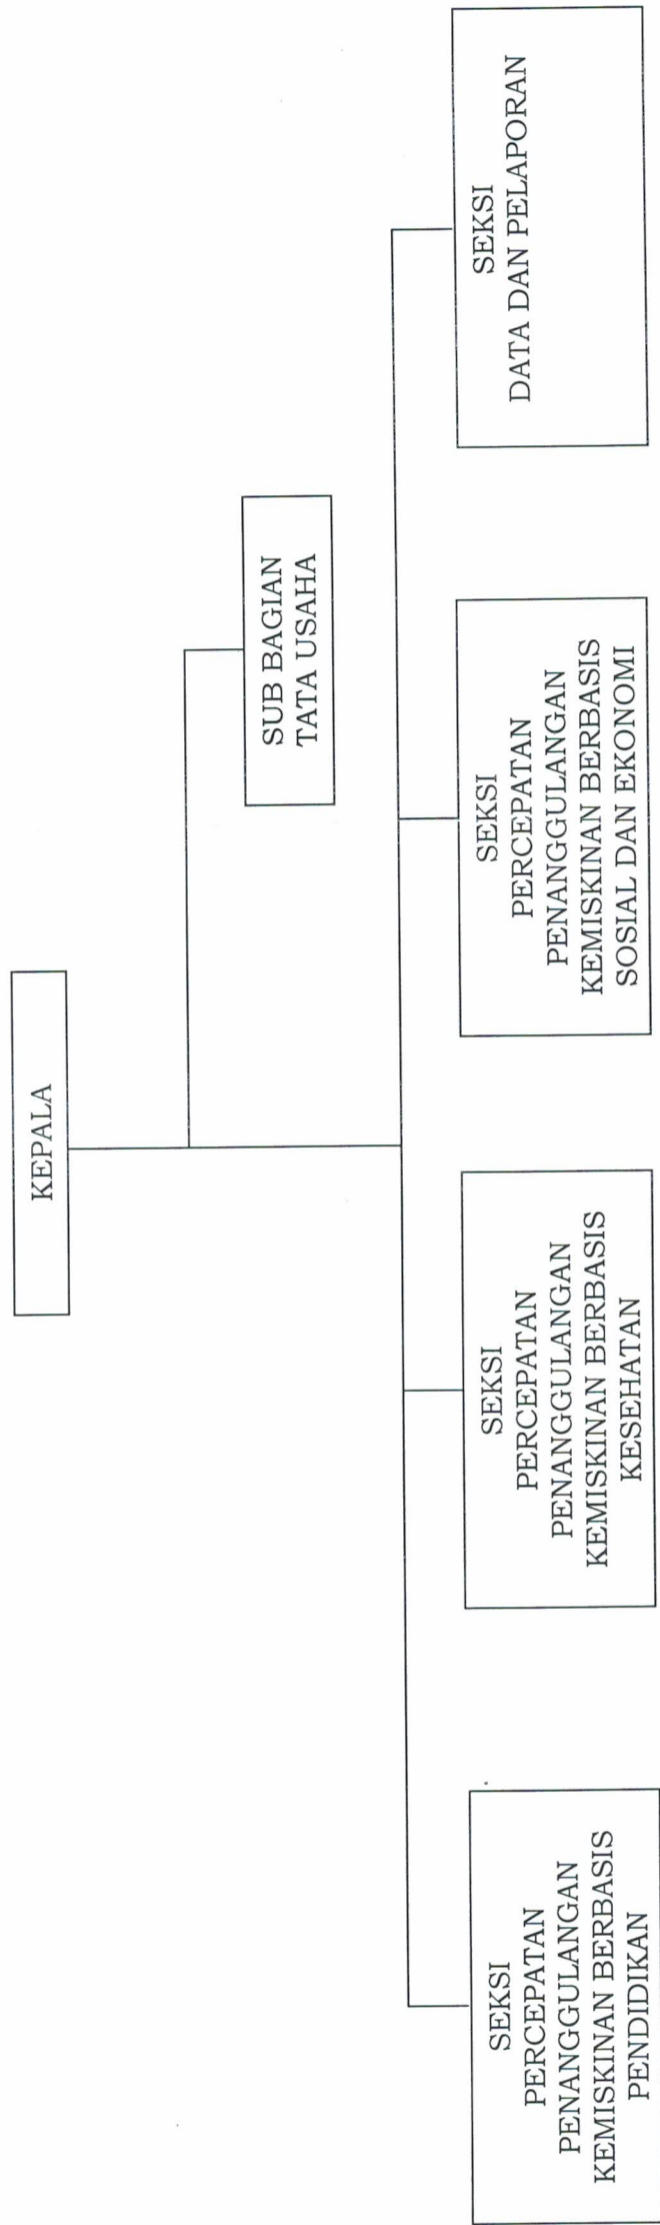 KEPALA
SUB BAGIAN
TATA USAHA
SEKSI
PERCEPATAN
PENANGGULANGAN
KEMISKINAN BERBASIS
PENDIDIKAN
SEKSI
PERCEPATAN
PENANGGULANGAN
KEMISKINAN BERBASIS
KESEHATAN
SEKSI
PERCEPATAN
PENANGGULANGAN
KEMISKINAN BERBASIS
SOSIAL DAN EKONOMI
SEKSI
DATA DAN PELAPORAN